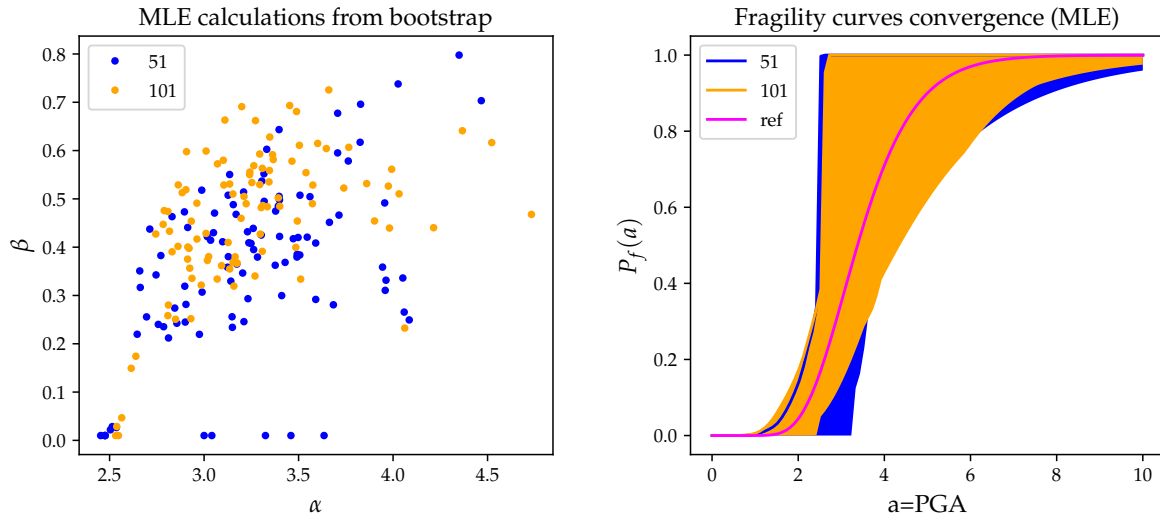 MLE calculations from bootstrap
51
101
β
0.8
0.7
0.6
0.5
0.4
0.3
0.2
0.1
0.0
2.5 3.0 3.5 4.0 4.5
α
Fragility curves convergence (MLE)
51
101
ref
P_f(a)
1.0
0.8
0.6
0.4
0.2
0.0
0 2 4 6 8 10
a=PGA